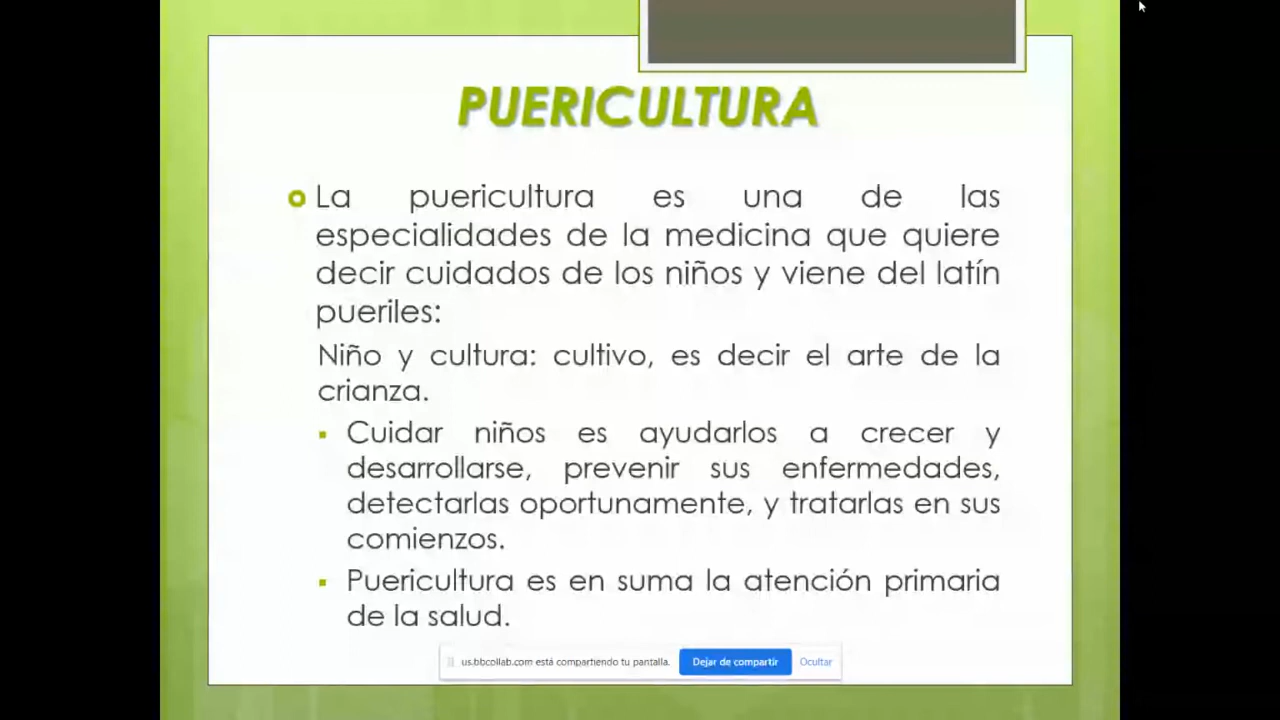 PUERICULTURA
La puericultura es una de las
especialidades de la medicina que quiere
decir cuidados de los niños y viene del latín
pueriles:
Niño y cultura: cultivo, es decir el arte de la
crianza.
Cuidar niños es ayudarlos a crecer y
desarrollarse, prevenir sus enfermedades,
detectarlas oportunamente, y tratarlas en sus
comienzos.
Puericultura es en suma la atención primaria
de la salud.
us.bbcollab.com está compartiendo tu pantalla. Dejar de compartir Ocultar